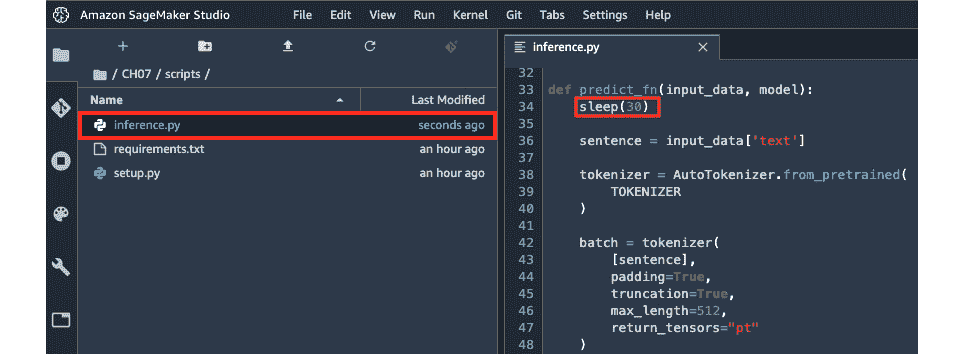 Amazon SageMaker Studio File Edit View Run Kernel Git Tabs Settings Help
/ CH07 / scripts /
Name Last Modified
inference.py seconds ago
requirements.txt an hour ago
setup.py an hour ago
inference.py
32
33 def predict_fn(input_data, model):
34 sleep(30)
35
36 sentence = input_data['text']
37
38 tokenizer = AutoTokenizer.from_pretrained(
39 TOKENIZER
40 )
41
42 batch = tokenizer(
43 [sentence],
44 padding=True,
45 truncation=True,
46 max_length=512,
47 return_tensors="pt"
48 )